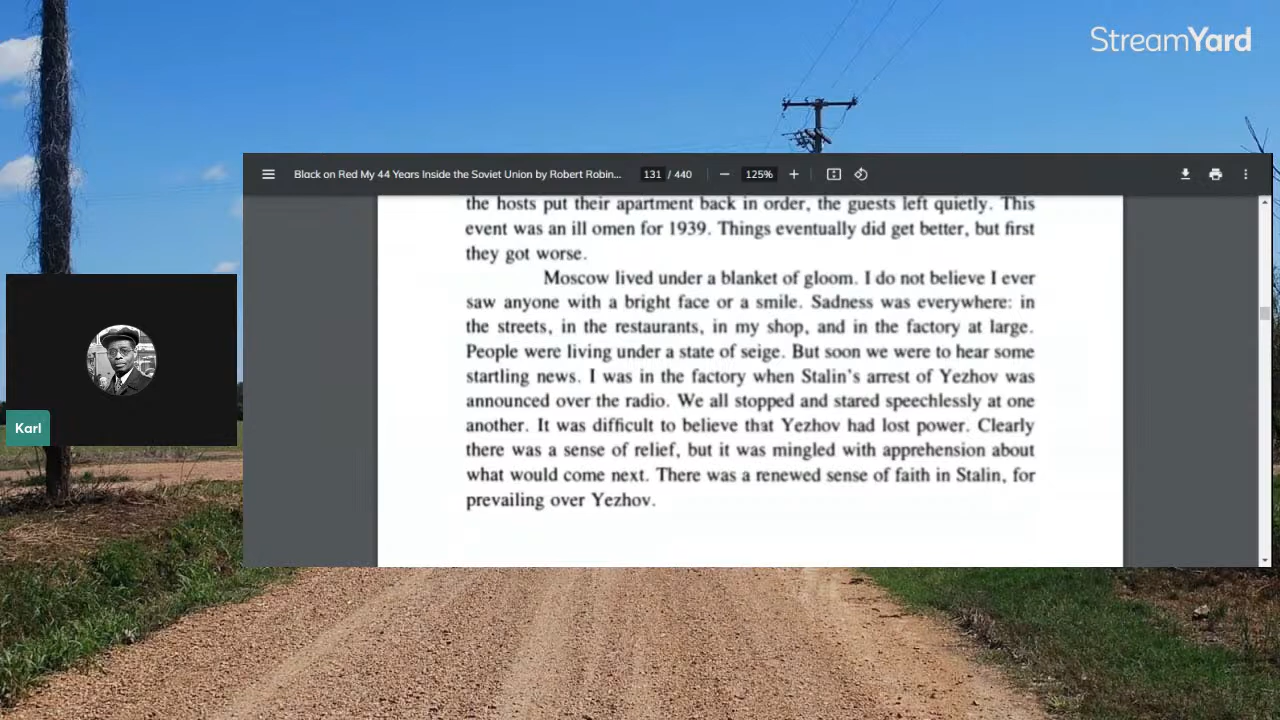 StreamYard
Black on Red My 44 Years Inside the Soviet Union by Robert Robin...
131 / 440
125%
the hosts put their apartment back in order, the guests left quietly. This
event was an ill omen for 1939. Things eventually did get better, but first
they got worse.
Moscow lived under a blanket of gloom. I do not believe I ever
saw anyone with a bright face or a smile. Sadness was everywhere: in
the streets, in the restaurants, in my shop, and in the factory at large.
People were living under a state of seige. But soon we were to hear some
startling news. I was in the factory when Stalin's arrest of Yezhov was
announced over the radio. We all stopped and stared speechlessly at one
another. It was difficult to believe that Yezhov had lost power. Clearly
there was a sense of relief, but it was mingled with apprehension about
what would come next. There was a renewed sense of faith in Stalin, for
prevailing over Yezhov.
Karl